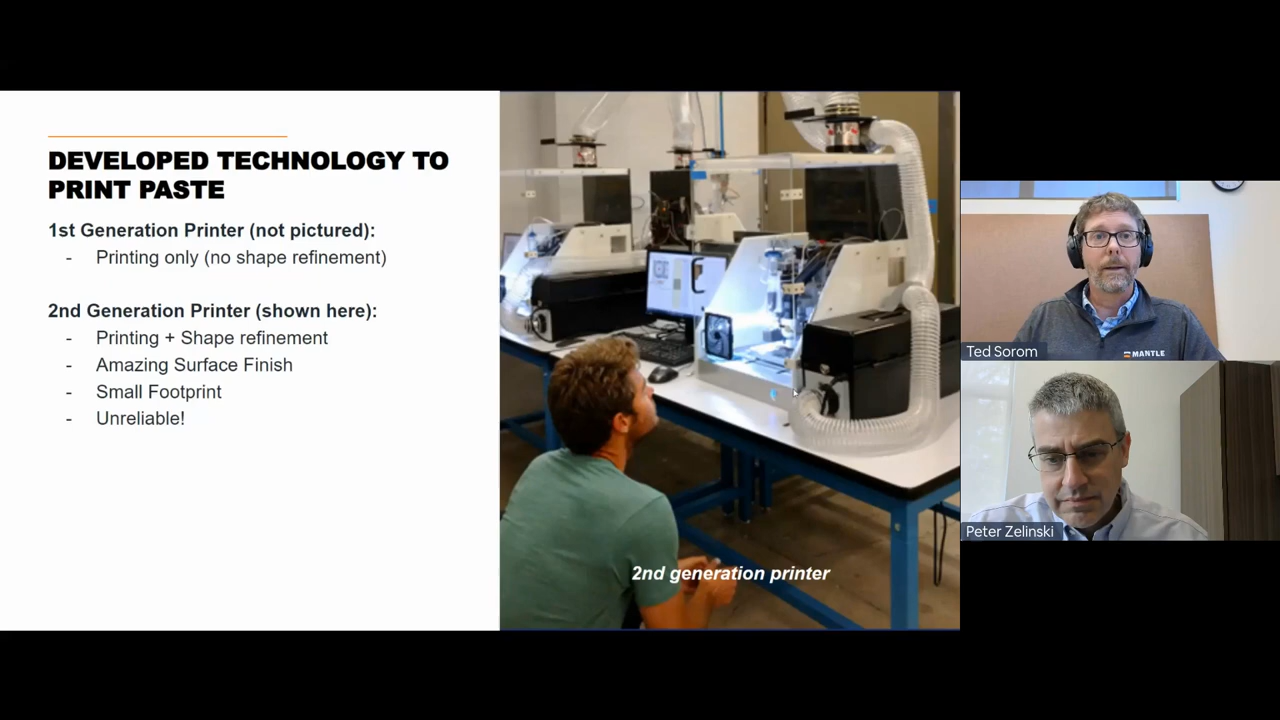 DEVELOPED TECHNOLOGY TO
PRINT PASTE
1st Generation Printer (not pictured):
- Printing only (no shape refinement)
2nd Generation Printer (shown here):
- Printing + Shape refinement
- Amazing Surface Finish
- Small Footprint
- Unreliable!
2nd generation printer
MANTLE
Ted Sorom
Peter Zelinski